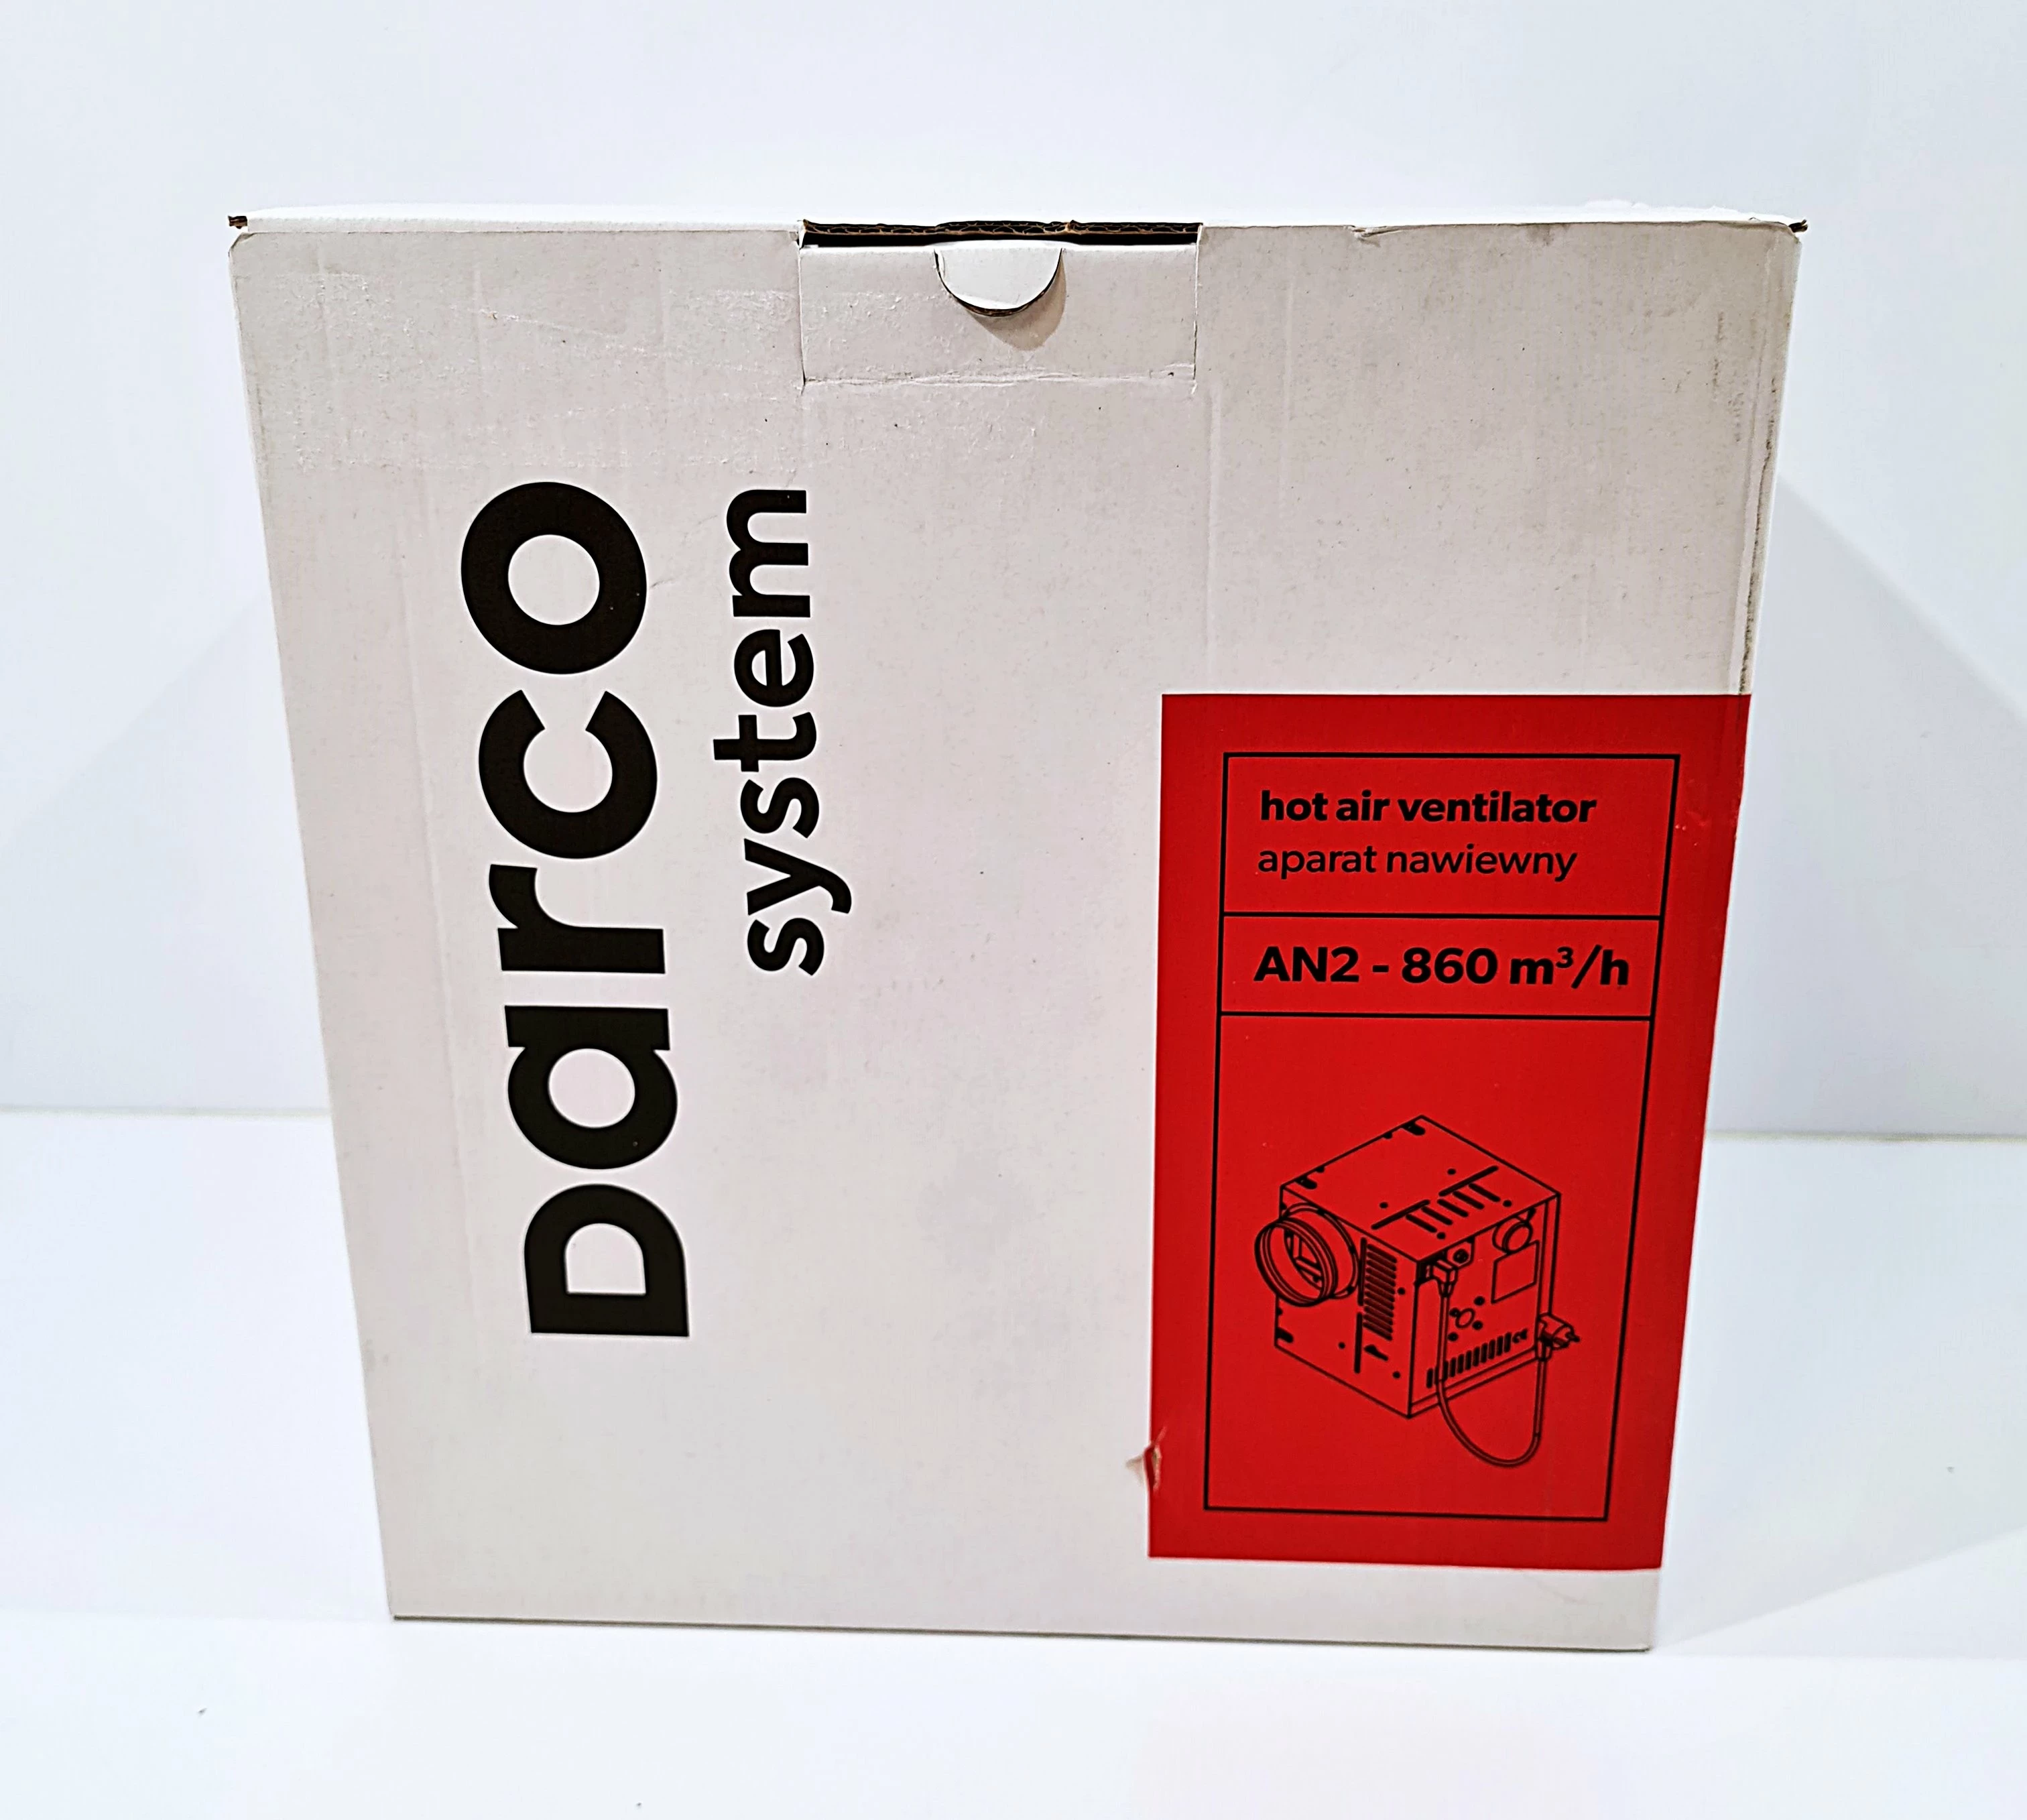 Darco
system
hot air ventilator
aparat nawiewny
AN2 - 860 m³/h